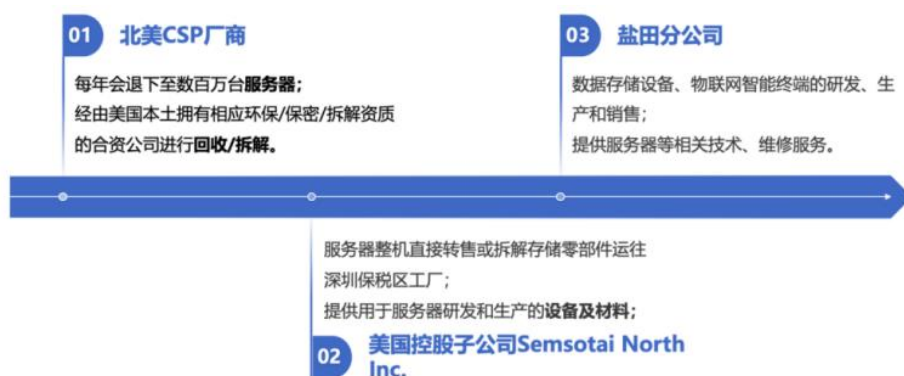 01 北美CSP厂商
每年会退下至数百万台服务器；
经由美国本土拥有相应环保/保密/拆解资质
的合资公司进行回收/拆解。
03 盐田分公司
数据存储设备、物联网智能终端的研发、生
产和销售；
提供服务器等相关技术、维修服务。
服务器整机直接转售或拆解存储零部件运往
深圳保税区工厂；
提供用于服务器研发和生产的设备及材料；
02 美国控股子公司Semsotai North
Inc.